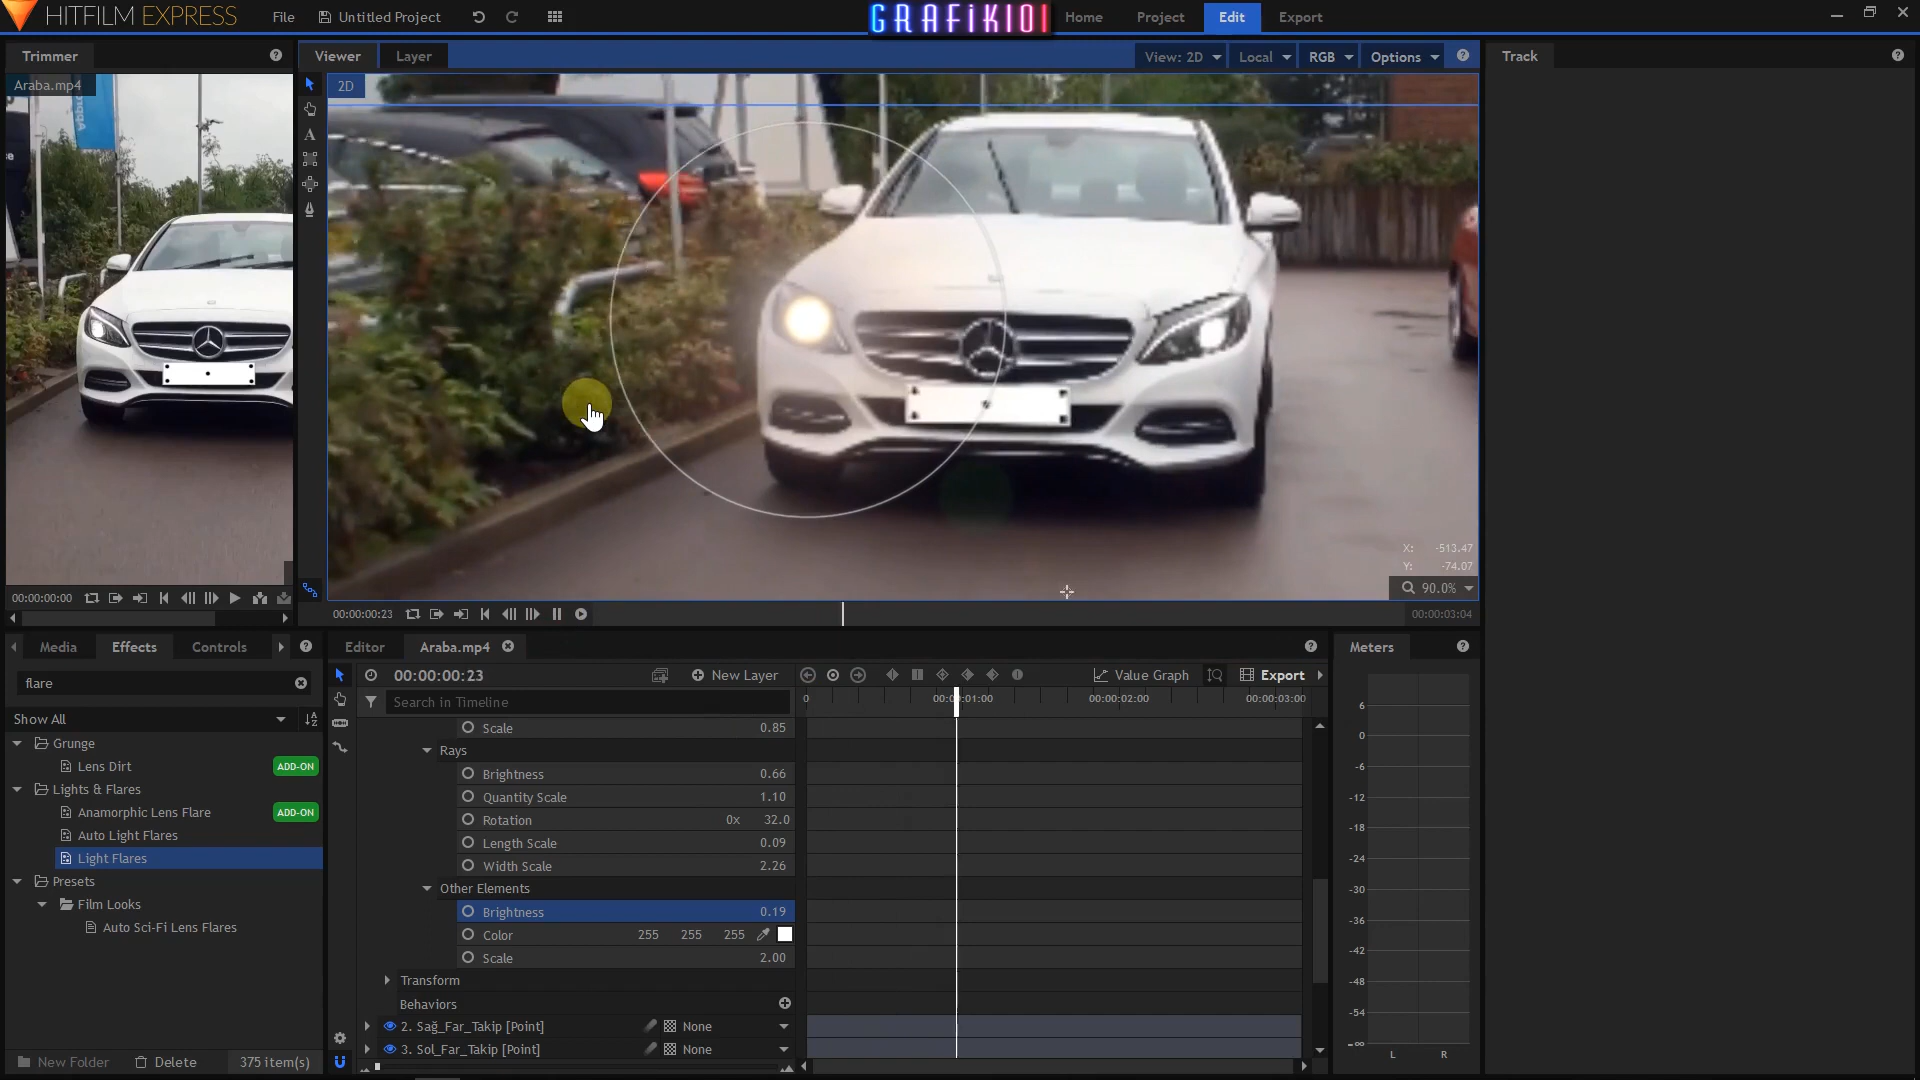 HITFILM EXPRESS
File
Untitled Project
GRAFiK101
Home
Project
Edit
Export
Trimmer
Viewer
Layer
View: 2D
Local
RGB
Options
Track
Araba.mp4
2D
X: -513.47
Y: -74.07
90.0%
00:00:00:00
00:00:00:23
00:00:03:04
Media
Effects
Controls
Editor
Araba.mp4
Meters
flare
00:00:00:23
New Layer
Value Graph
Export
Search in Timeline
0
00:00:01:00
00:00:02:00
00:00:03:00
Show All
Grunge
Lens Dirt
ADD-ON
Lights & Flares
Anamorphic Lens Flare
ADD-ON
Auto Light Flares
Light Flares
Presets
Film Looks
Auto Sci-Fi Lens Flares
Scale 0.85
Rays
Brightness 0.66
Quantity Scale 1.10
Rotation 0x 32.0
Length Scale 0.09
Width Scale 2.26
Other Elements
Brightness 0.19
Color 255 255 255
Scale 2.00
Transform
Behaviors
2. Sağ_Far_Takip [Point] None
3. Sol_Far_Takip [Point] None
6
0
-6
-12
-18
-24
-30
-36
-42
-48
-54
-∞
L R
New Folder
Delete
375 item(s)